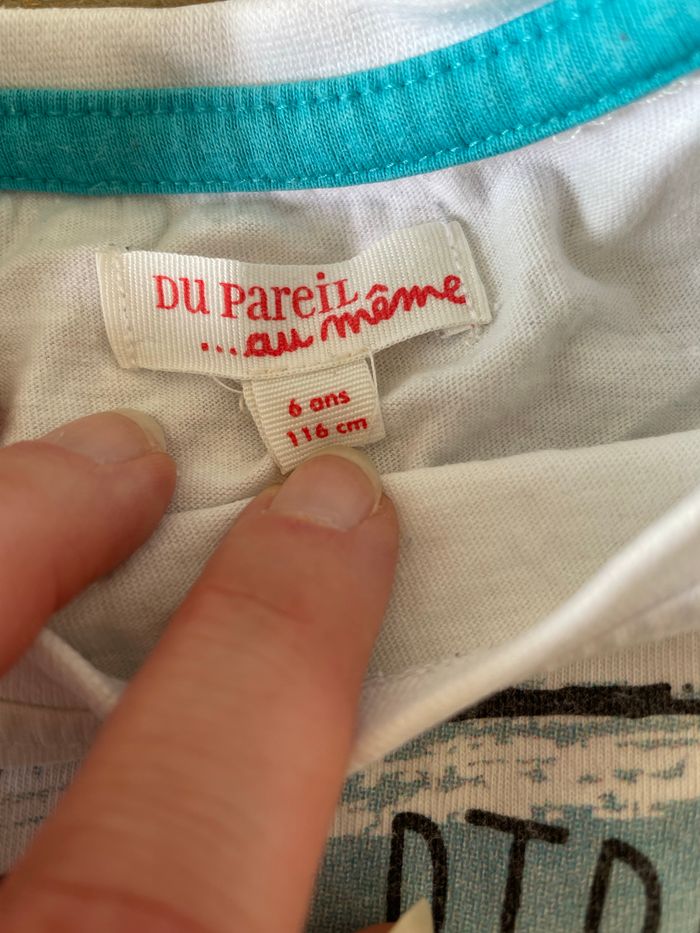 DU PAREIL
...au même
6 ans
116 cm